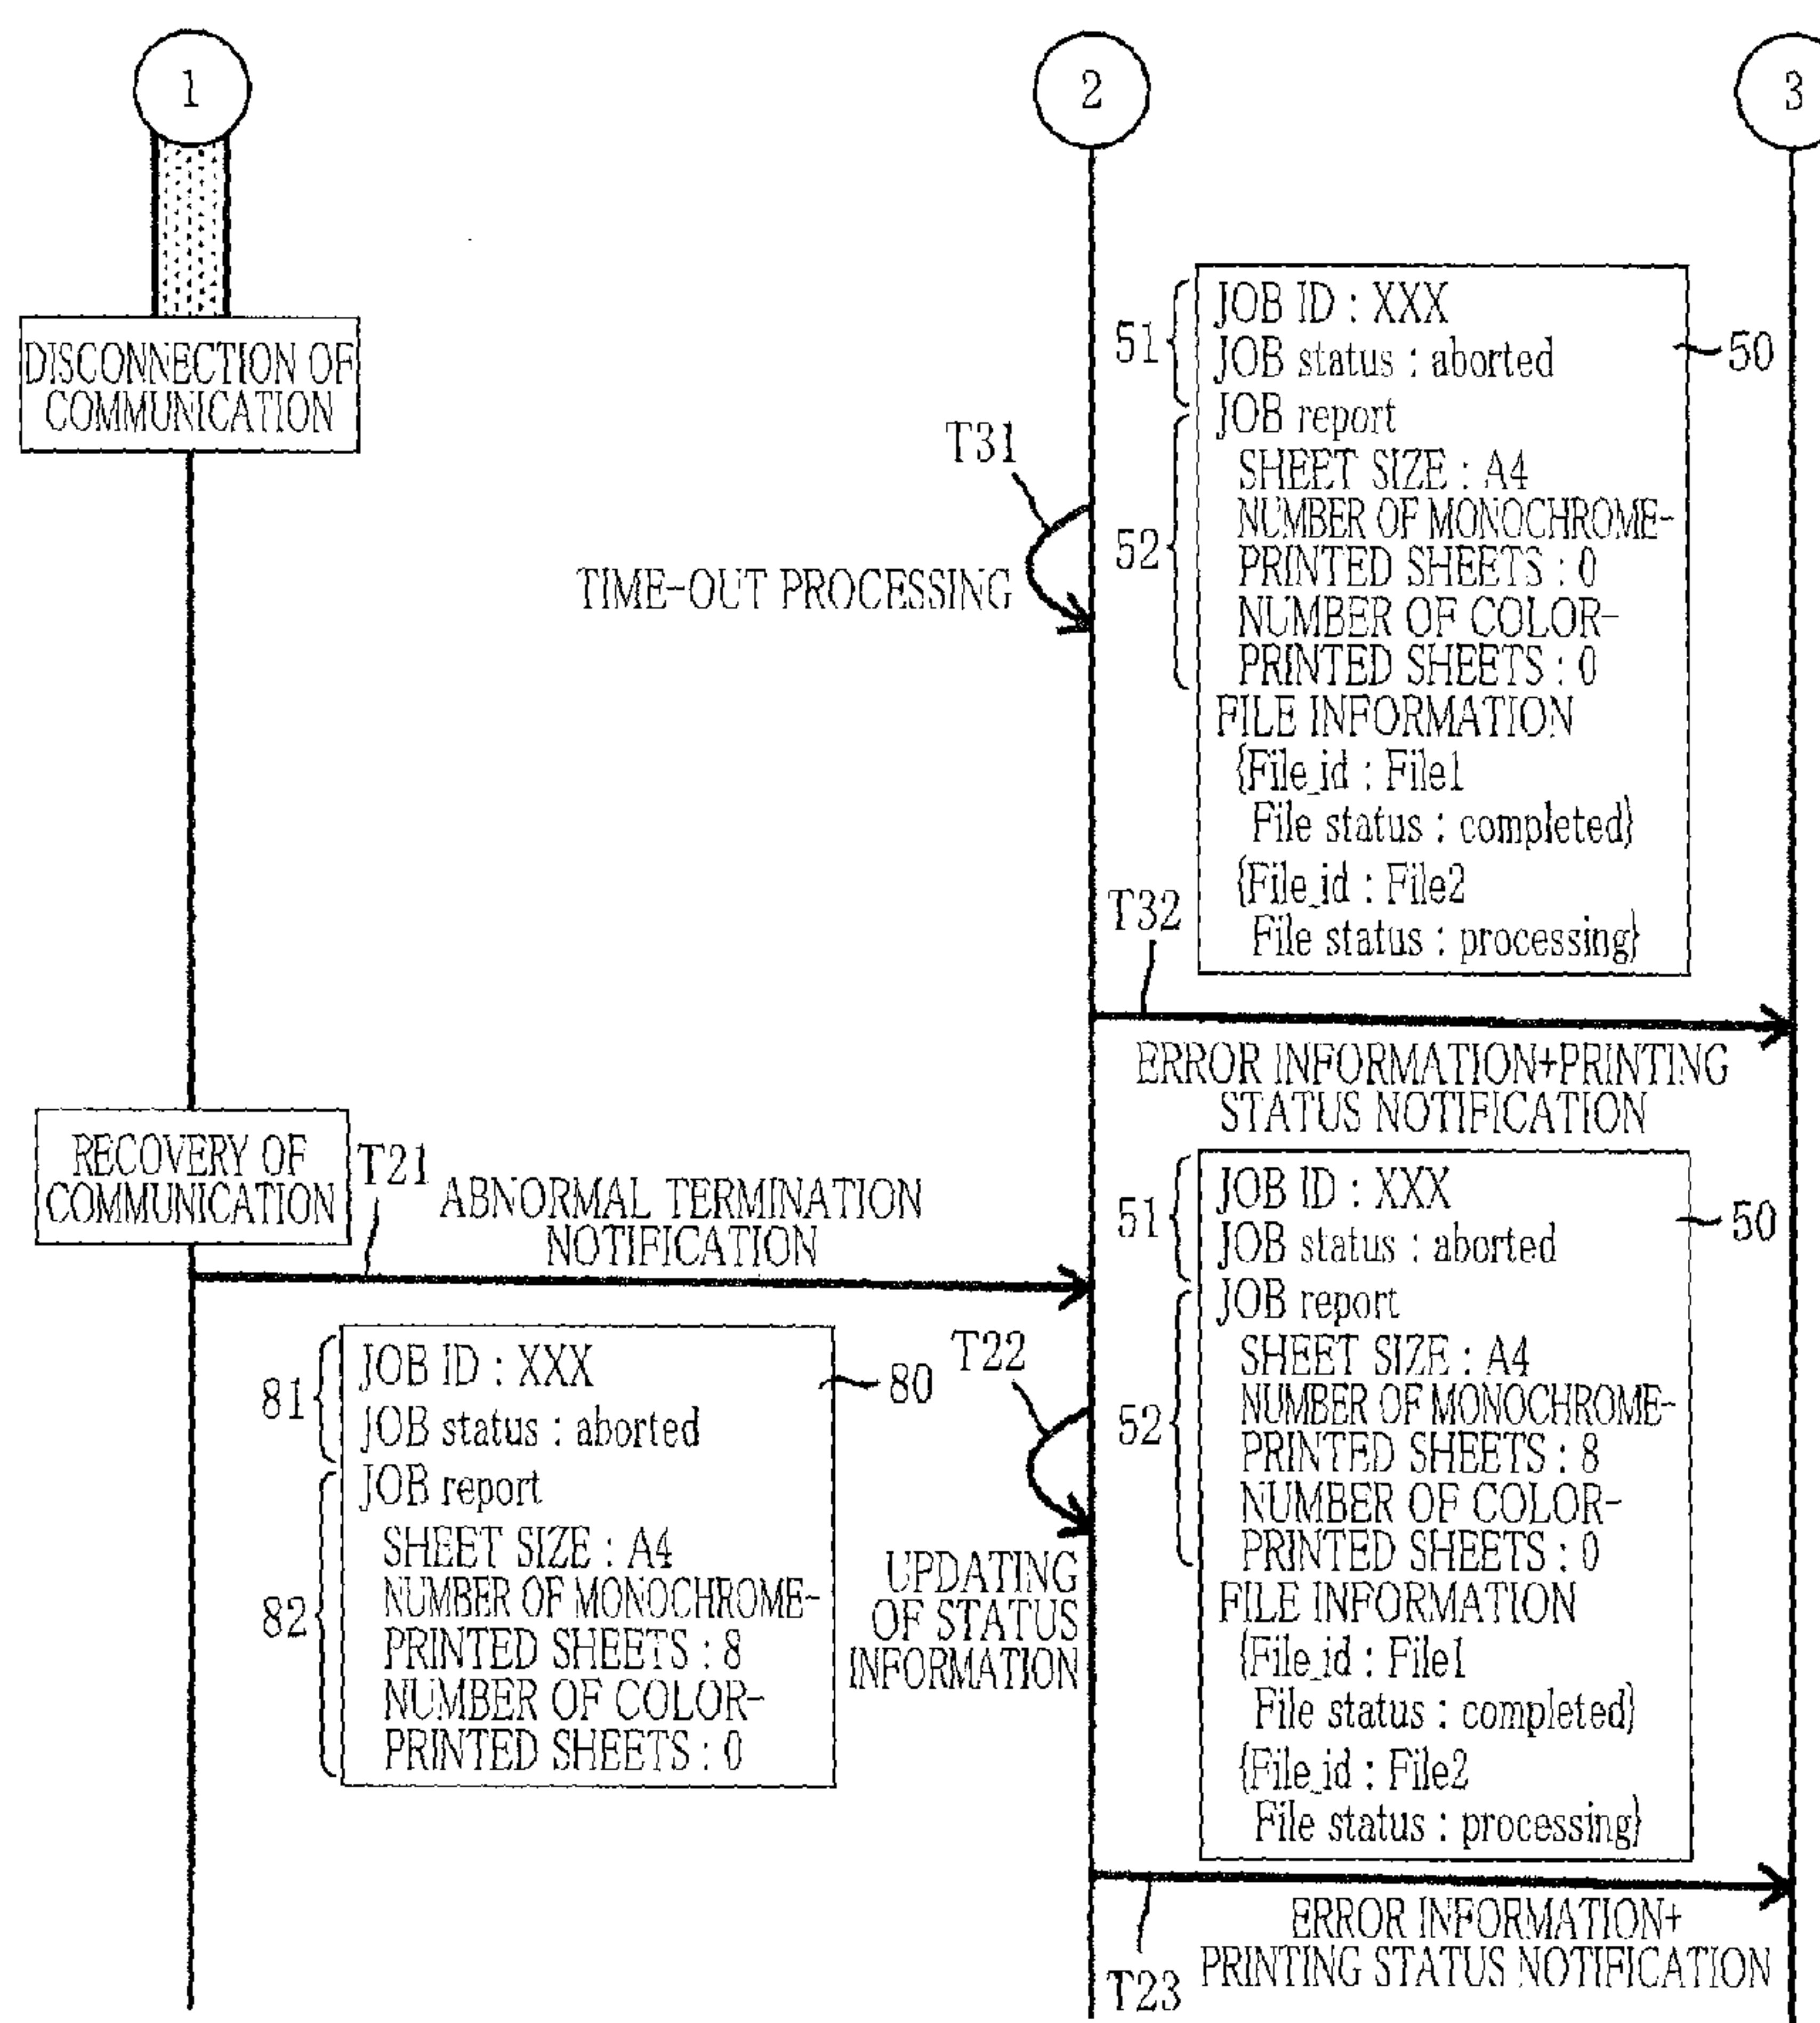 1
2
3
DISCONNECTION OF
COMMUNICATION
T31
TIME-OUT PROCESSING
51
52
50
JOB ID : XXX
JOB status : aborted
JOB report
SHEET SIZE : A4
NUMBER OF MONOCHROME-
PRINTED SHEETS : 0
NUMBER OF COLOR-
PRINTED SHEETS : 0
FILE INFORMATION
{File_id : File1
File status : completed}
{File_id : File2
File status : processing}
T32
ERROR INFORMATION+PRINTING
STATUS NOTIFICATION
RECOVERY OF
COMMUNICATION
T21
ABNORMAL TERMINATION
NOTIFICATION
81
82
80
JOB ID : XXX
JOB status : aborted
JOB report
SHEET SIZE : A4
NUMBER OF MONOCHROME-
PRINTED SHEETS : 8
NUMBER OF COLOR-
PRINTED SHEETS : 0
T22
UPDATING
OF STATUS
INFORMATION
51
52
50
JOB ID : XXX
JOB status : aborted
JOB report
SHEET SIZE : A4
NUMBER OF MONOCHROME-
PRINTED SHEETS : 8
NUMBER OF COLOR-
PRINTED SHEETS : 0
FILE INFORMATION
{File_id : File1
File status : completed}
{File_id : File2
File status : processing}
T23
ERROR INFORMATION+
PRINTING STATUS NOTIFICATION